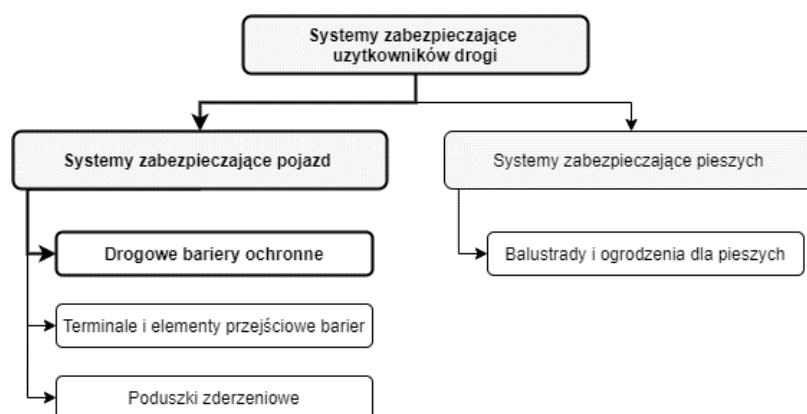 Systemy zabezpieczające
uzytkowników drogi
Systemy zabezpieczające pojazd
Systemy zabezpieczające pieszych
Drogowe bariery ochronne
Balustrady i ogrodzenia dla pieszych
Terminale i elementy przejściowe barier
Poduszki zderzeniowe